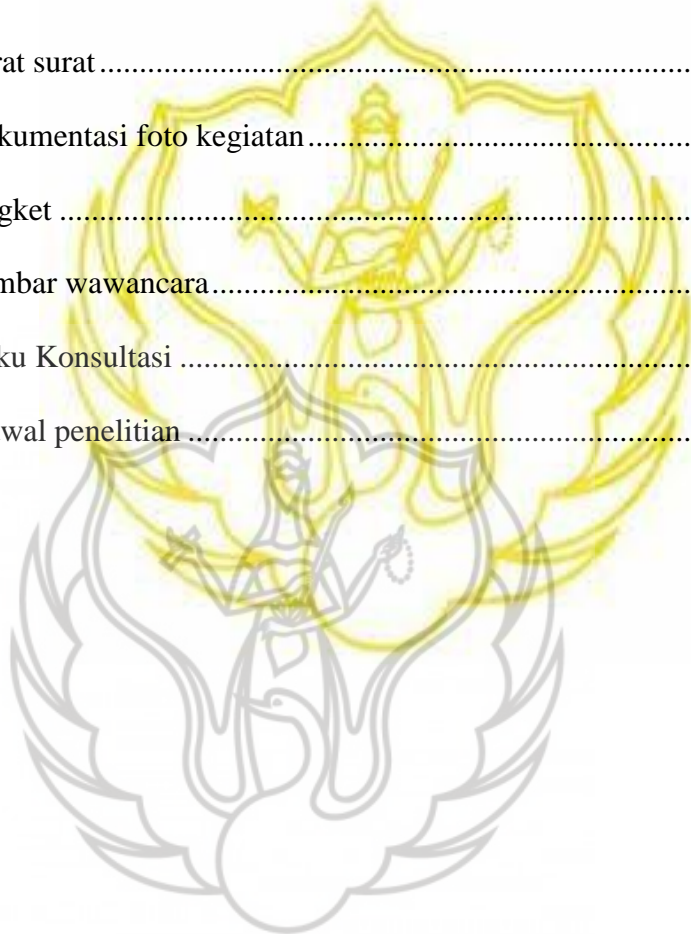 rat surat ...........................................................................
kumentasi foto kegiatan ................................................
gket ................................................................................
mbar wawancara .............................................................
ku Konsultasi .................................................................
wal penelitian ................................................................